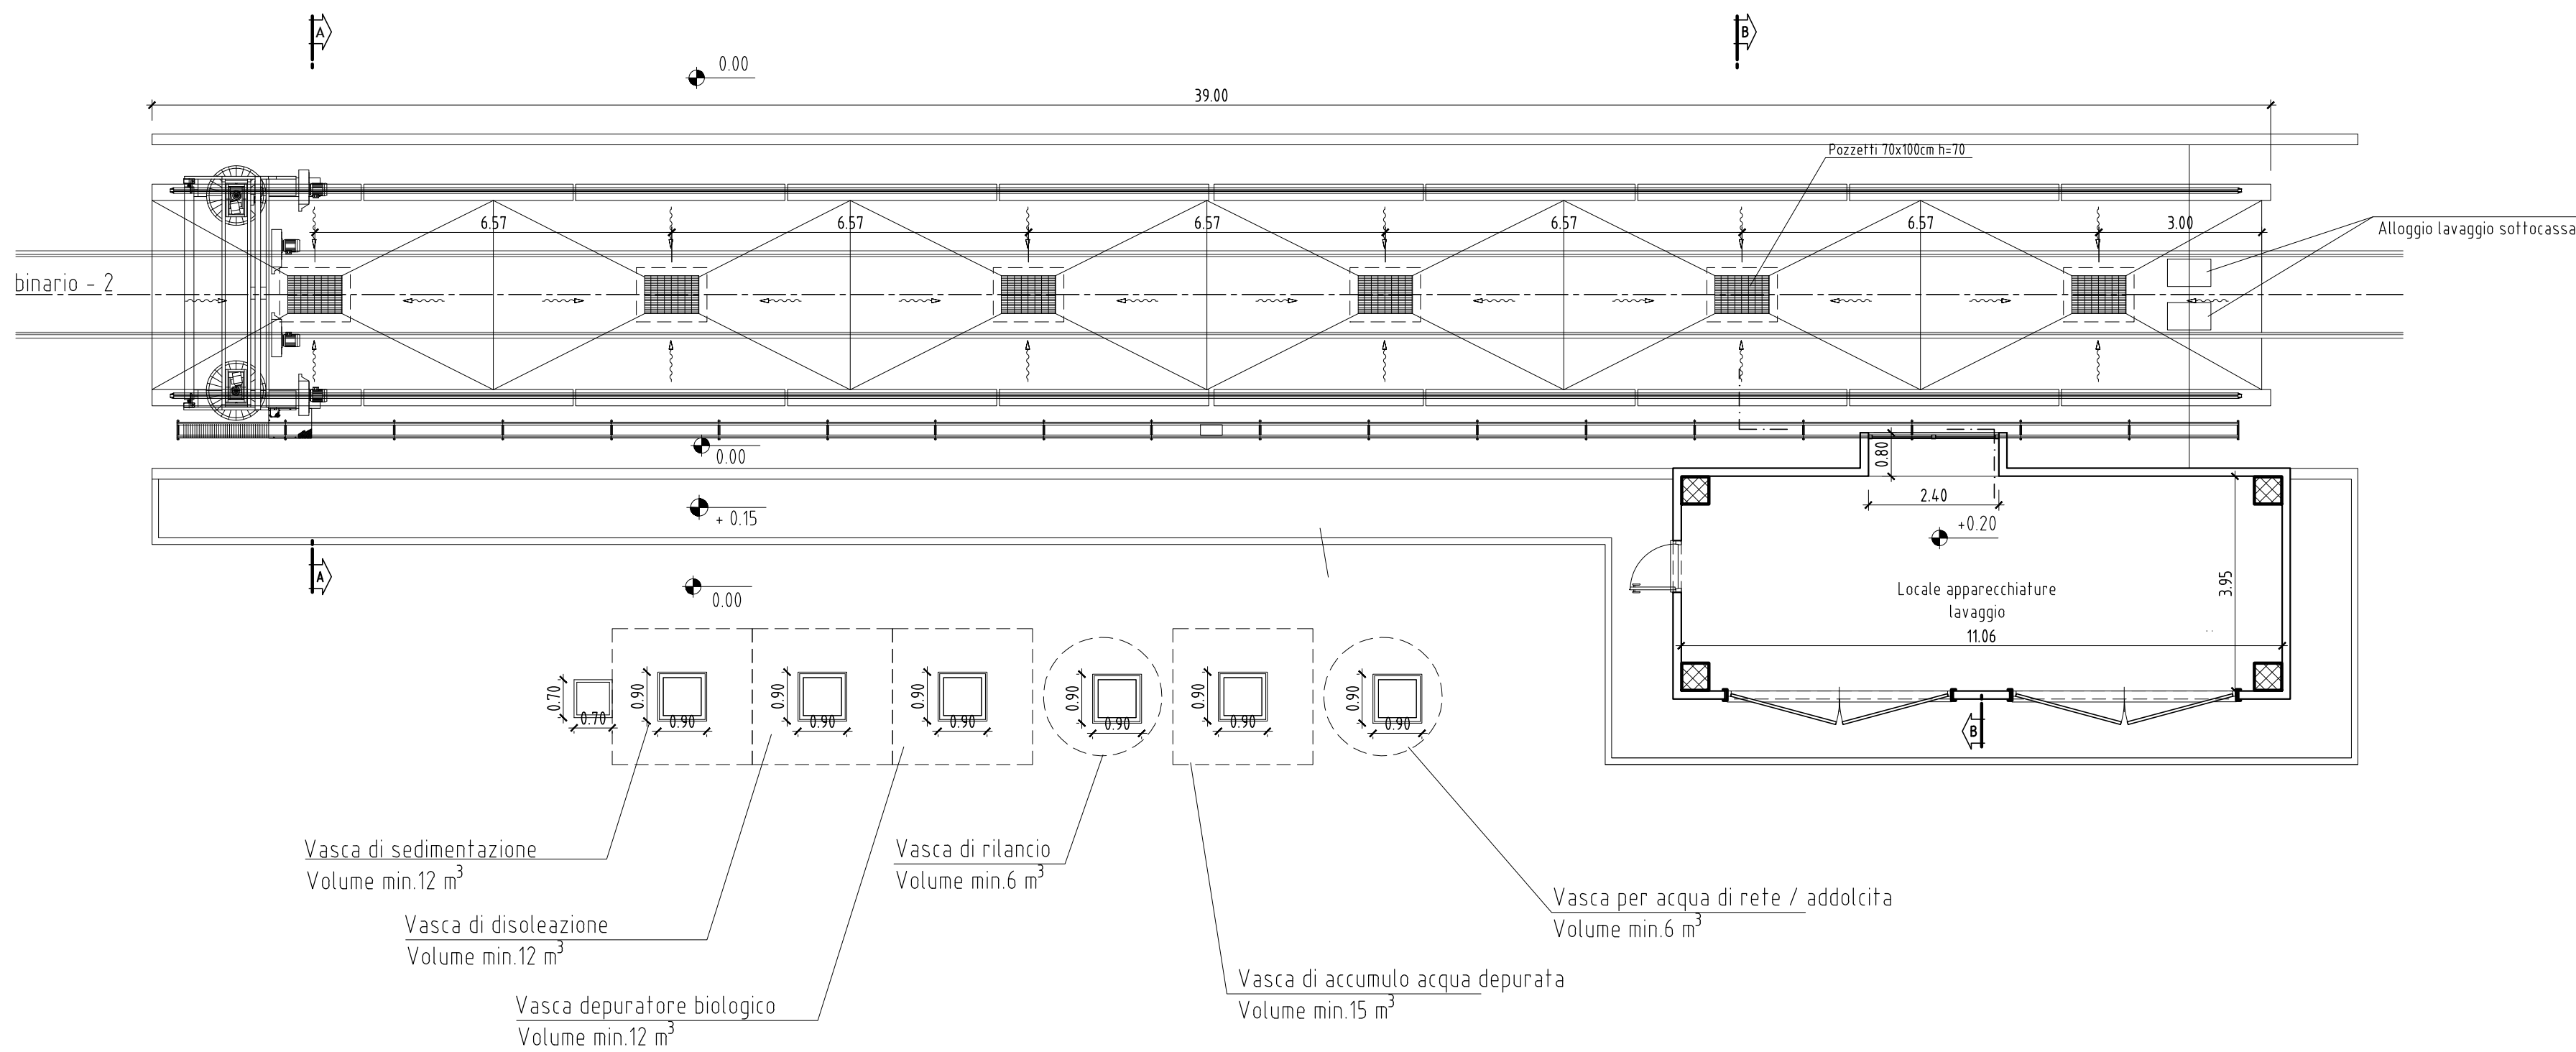 A
B
0.00
39.00
Pozzetti 70x100cm h=70
6.57
6.57
6.57
6.57
6.57
3.00
Alloggio lavaggio sottocassa
binario - 2
0.00
0.80
2.40
+ 0.15
+0.20
A
0.00
Locale apparecchiature
lavaggio
3.95
11.06
0.70
0.70
0.90
0.90
0.90
0.90
0.90
0.90
0.90
0.90
0.90
0.90
0.90
0.90
B
Vasca di sedimentazione
Volume min.12 m³
Vasca di rilancio
Volume min.6 m³
Vasca per acqua di rete / addolcita
Volume min.6 m³
Vasca di disoleazione
Volume min.12 m³
Vasca di accumulo acqua depurata
Volume min.15 m³
Vasca depuratore biologico
Volume min.12 m³